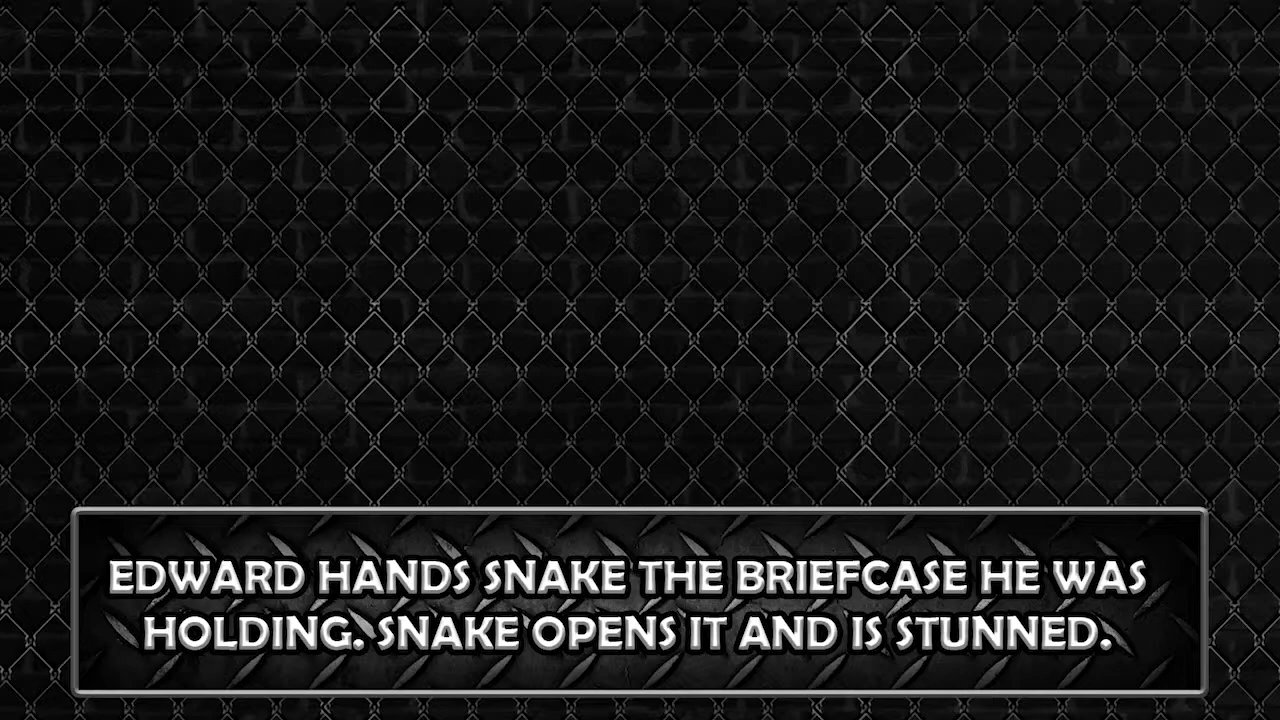 EDWARD HANDS SNAKE THE BRIEFCASE HE WAS
HOLDING. SNAKE OPENS IT AND IS STUNNED.